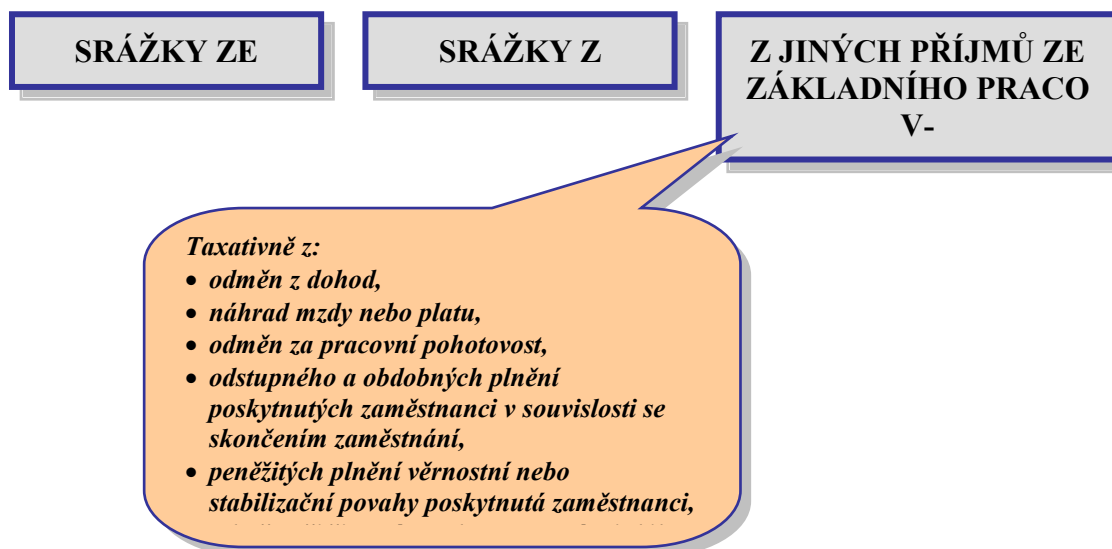 SRÁŽKY ZE
SRÁŽKY Z
Z JINÝCH PŘÍJMŮ ZE
ZÁKLADNÍHO PRACO
V-
Taxativně z:
• odměn z dohod,
• náhrad mzdy nebo platu,
• odměn za pracovní pohotovost,
• odstupného a obdobných plnění
poskytnutých zaměstnanci v souvislosti se
skončením zaměstnání,
• peněžitých plnění věrnostní nebo
stabilizační povahy poskytnutá zaměstnanci,